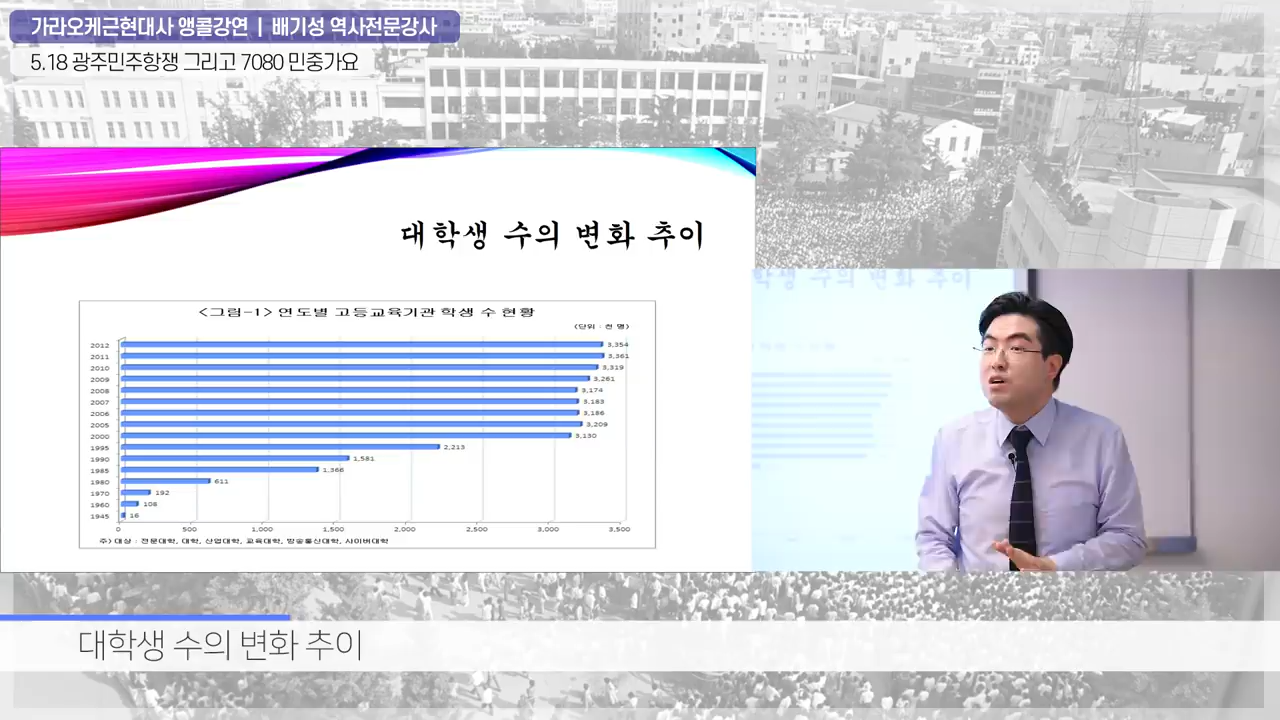 가라오케근현대사 앵콜강연 | 배기성 역사전문강사
5.18 광주민주항쟁 그리고 7080 민중가요
대학생 수의 변화 추이
<그림-1> 연도별 고등교육기관 학생 수 현황
(단위 : 천 명)
2012 3,354
2011 3,361
2010 3,319
2009 3,261
2008 3,174
2007 3,183
2006 3,186
2005 3,209
2000 3,130
1995 2,213
1990 1,581
1985 1,366
1980 611
1970 192
1960 108
1945 16
0 500 1,000 1,500 2,000 2,500 3,000 3,500
주) 대상 : 전문대학, 대학, 산업대학, 교육대학, 방송통신대학, 사이버대학
학생 수의 변화 추이
대학생 수의 변화 추이